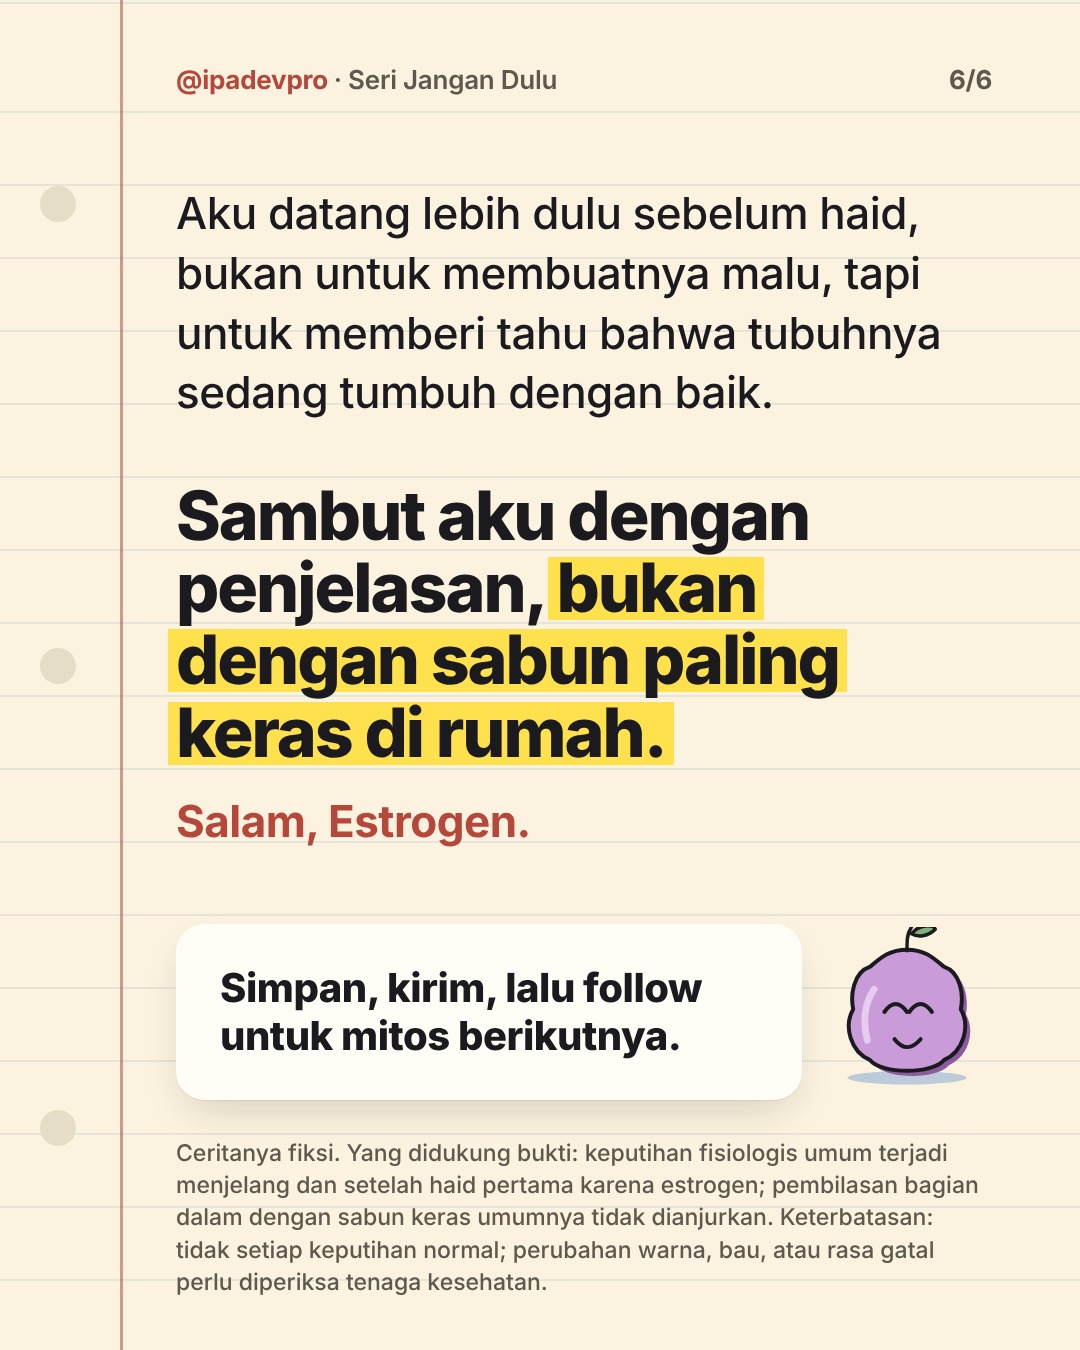 @ipadevpro · Seri Jangan Dulu
6/6
Aku datang lebih dulu sebelum haid,
bukan untuk membuatnya malu, tapi
untuk memberi tahu bahwa tubuhnya
sedang tumbuh dengan baik.
Sambut aku dengan
penjelasan, bukan
dengan sabun paling
keras di rumah.
Salam, Estrogen.
Simpan, kirim, lalu follow
untuk mitos berikutnya.
Ceritanya fiksi. Yang didukung bukti: keputihan fisiologis umum terjadi
menjelang dan setelah haid pertama karena estrogen; pembilasan bagian
dalam dengan sabun keras umumnya tidak dianjurkan. Keterbatasan:
tidak setiap keputihan normal; perubahan warna, bau, atau rasa gatal
perlu diperiksa tenaga kesehatan.